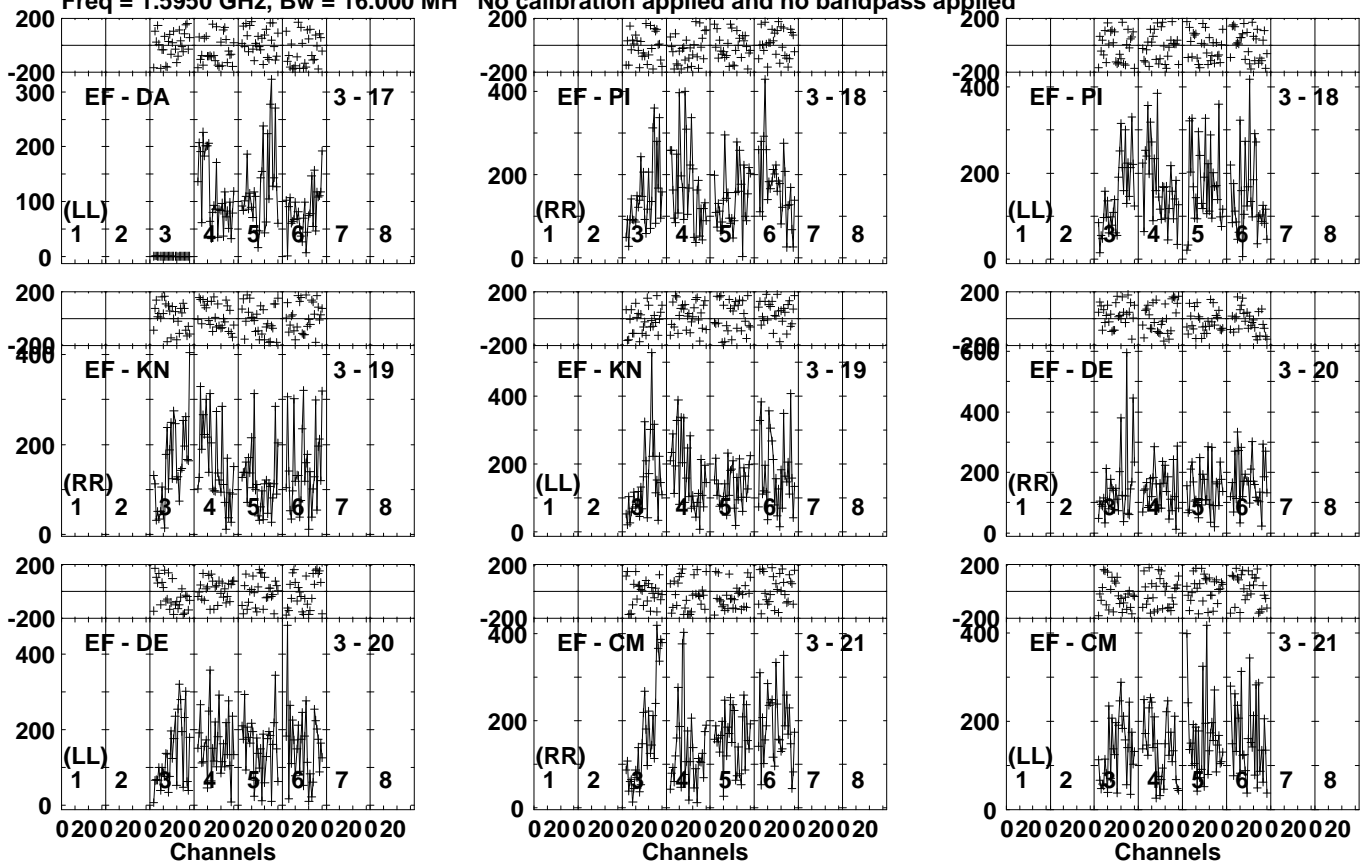 Freq = 1.5950 GHz, Bw = 16.000 MH No calibration applied and no bandpass applied
200
-200
300
200
100
0
EF - DA 3 - 17
(LL)
1 2 3 4 5 6 7 8
200
-200
400
200
0
EF - PI 3 - 18
(RR)
1 2 3 4 5 6 7 8
200
-200
400
200
0
EF - PI 3 - 18
(LL)
1 2 3 4 5 6 7 8
200
-200
400
200
0
EF - KN 3 - 19
(RR)
1 2 3 4 5 6 7 8
200
-200
400
200
0
EF - KN 3 - 19
(LL)
1 2 3 4 5 6 7 8
200
-200
600
400
200
0
EF - DE 3 - 20
(RR)
1 2 3 4 5 6 7 8
200
-200
400
200
0
EF - DE 3 - 20
(LL)
1 2 3 4 5 6 7 8
0 20 0 20 0 20 0 20 0 20 0 20 0 20 0 20
Channels
200
-200
400
200
0
EF - CM 3 - 21
(RR)
1 2 3 4 5 6 7 8
0 20 0 20 0 20 0 20 0 20 0 20 0 20 0 20
Channels
200
-200
400
200
0
EF - CM 3 - 21
(LL)
1 2 3 4 5 6 7 8
0 20 0 20 0 20 0 20 0 20 0 20 0 20 0 20
Channels